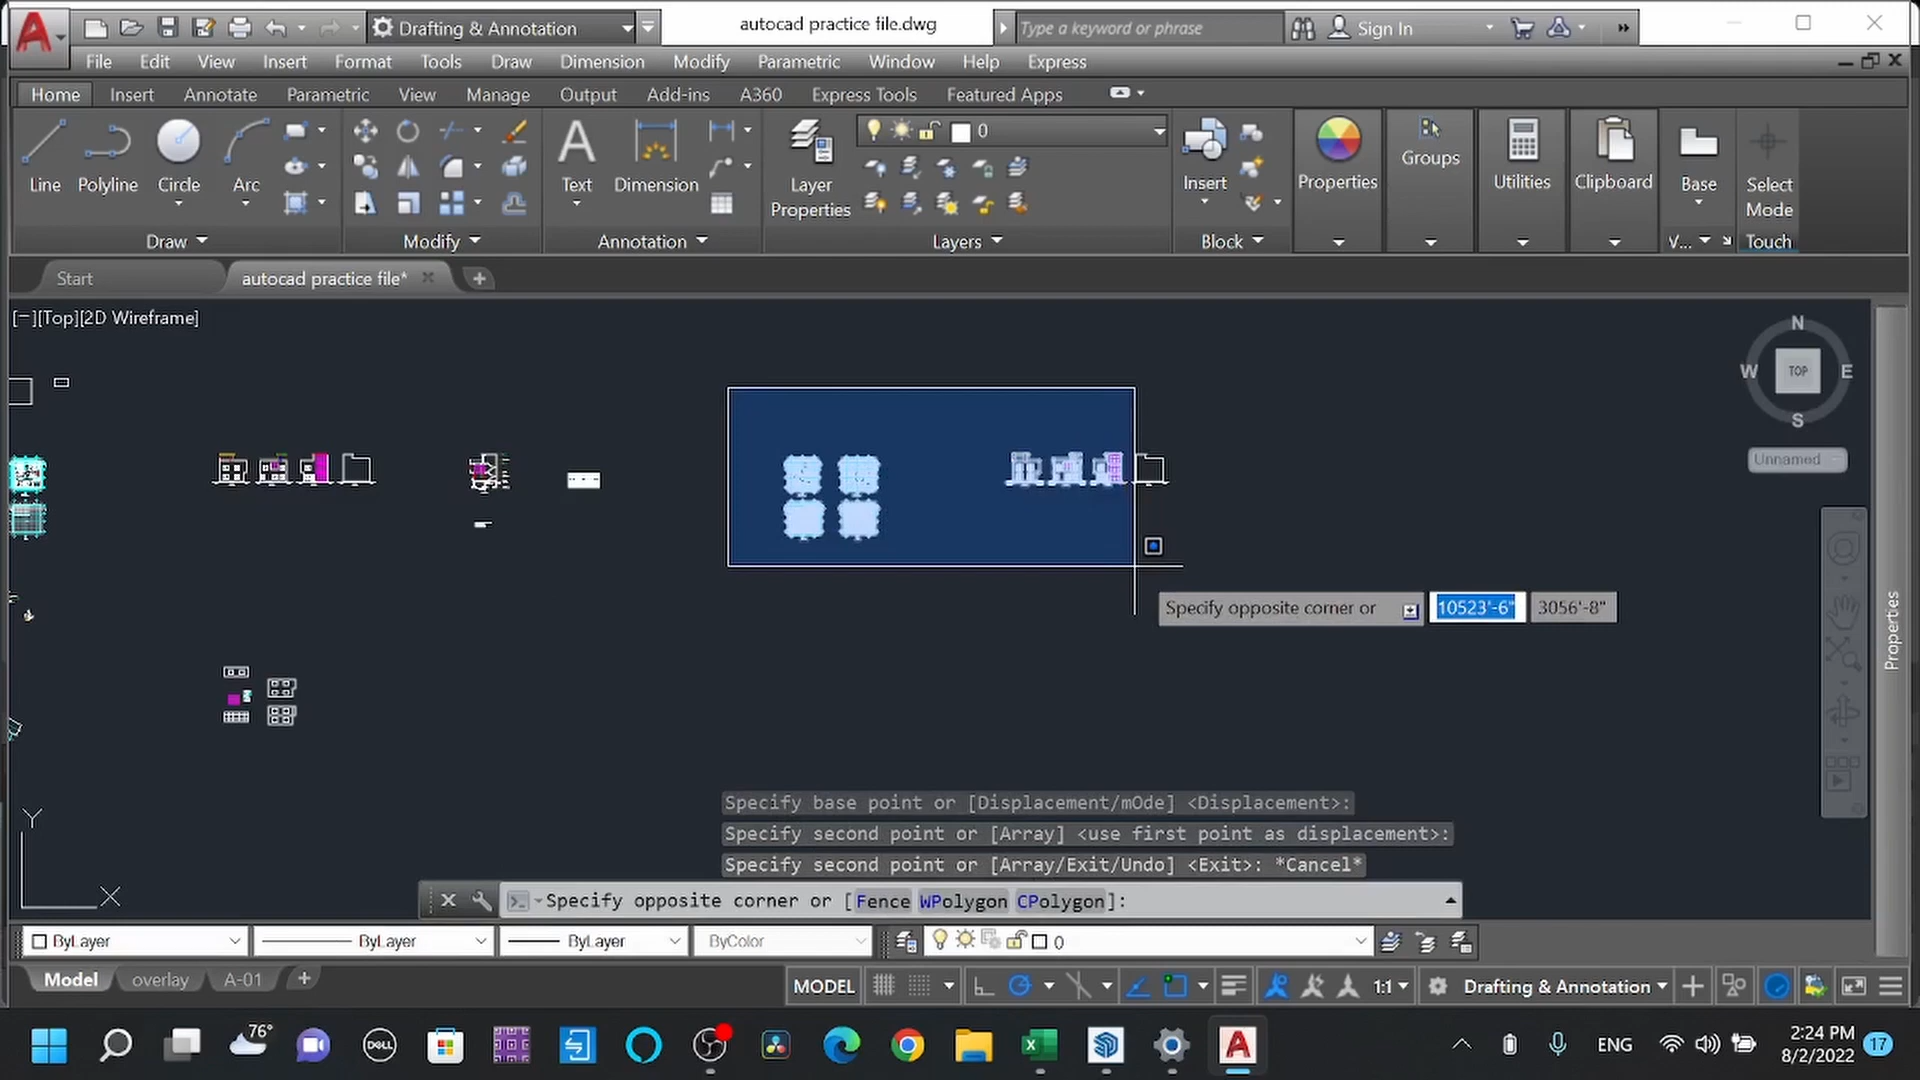 Drafting & Annotation
autocad practice file.dwg
Type a keyword or phrase
Sign In
File Edit View Insert Format Tools Draw Dimension Modify Parametric Window Help Express
Home Insert Annotate Parametric View Manage Output Add-ins A360 Express Tools Featured Apps
0
Line Polyline Circle Arc
Text Dimension
Layer Properties
Insert
Properties
Groups
Utilities
Clipboard
Base
Select Mode
Draw Modify Annotation Layers Block V... Touch
Start autocad practice file*
[−][Top][2D Wireframe]
N
W TOP E
S
Unnamed
Specify opposite corner or 10523'-6" 3056'-8"
Properties
Specify base point or [Displacement/mOde] <Displacement>:
Specify second point or [Array] <use first point as displacement>:
Specify second point or [Array/Exit/Undo] <Exit>: *Cancel*
Y
X
Specify opposite corner or [Fence WPolygon CPolygon]:
ByLayer ByLayer ByLayer ByColor 0
Model overlay A-01
MODEL 1:1 Drafting & Annotation
76°
DELL
ENG
2:24 PM
8/2/2022 17